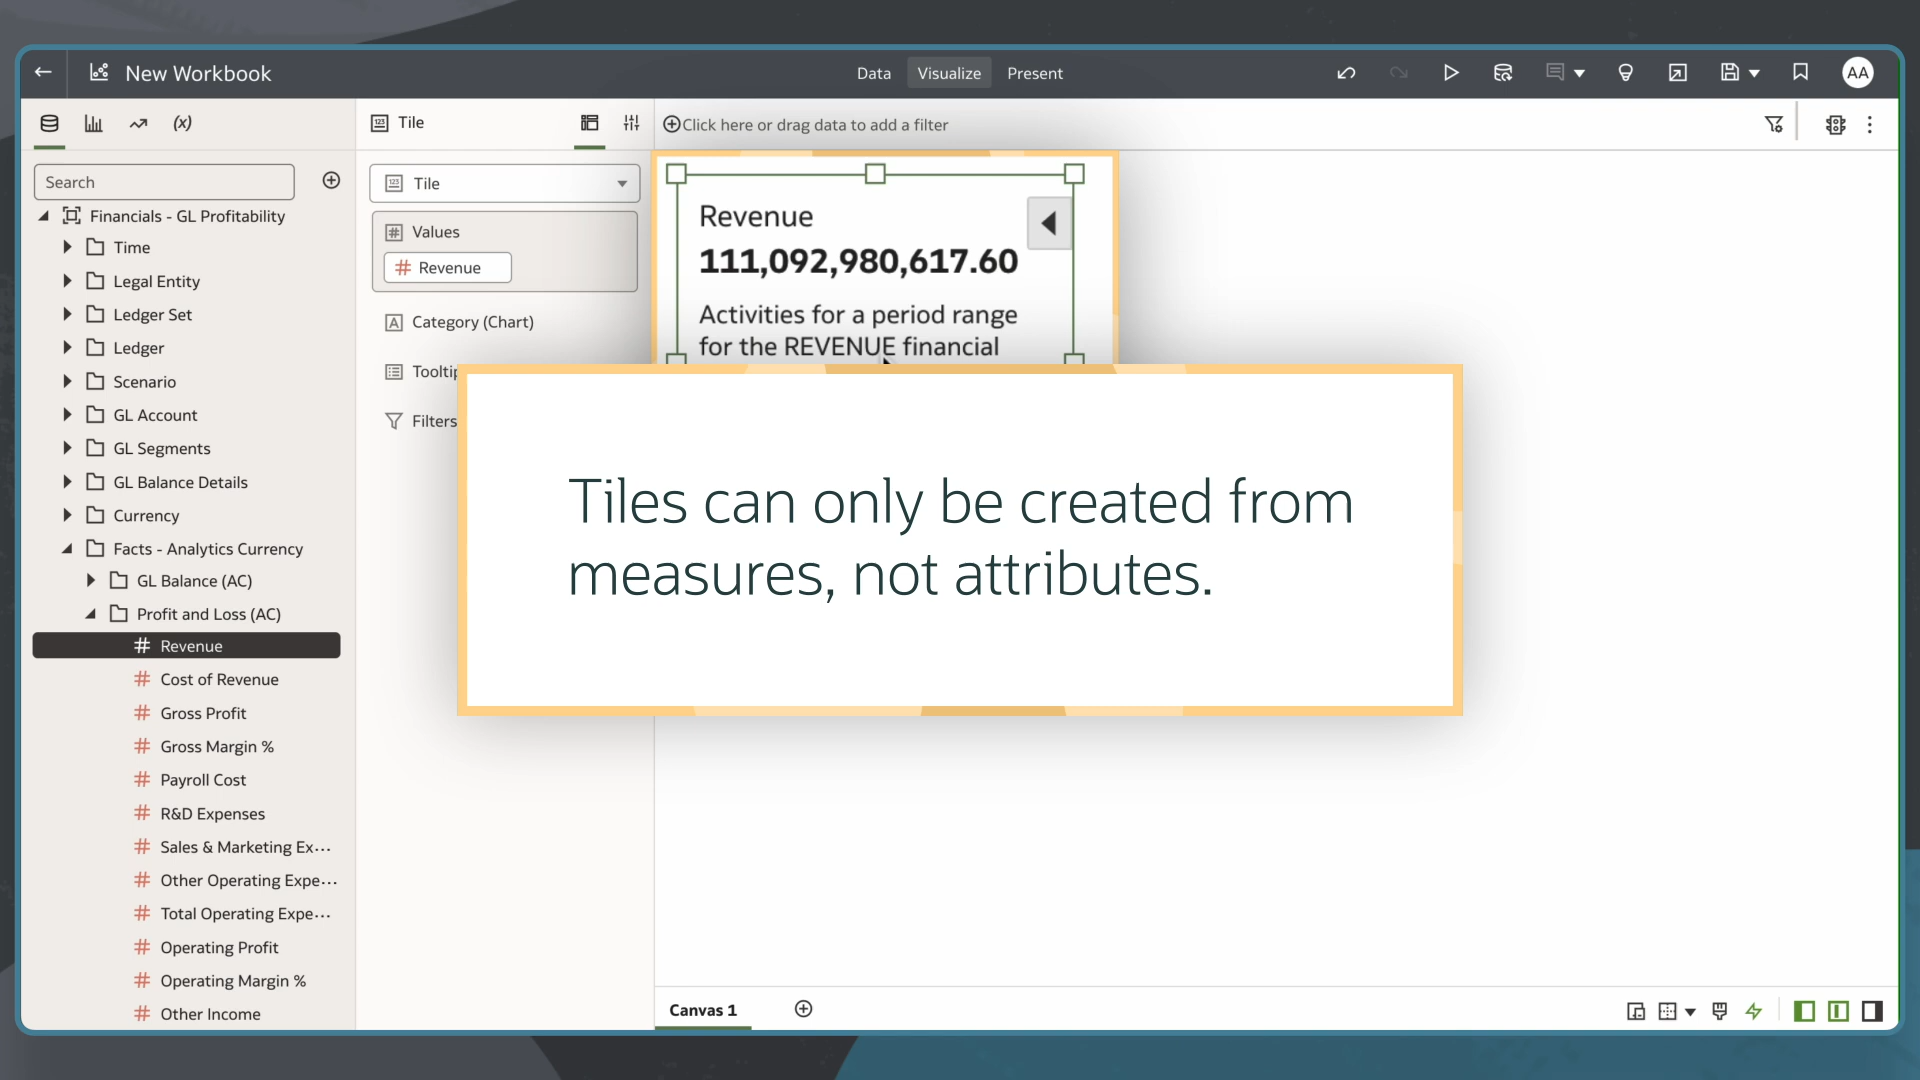 New Workbook
Data
Visualize
Present
AA
(x)
Tile
Click here or drag data to add a filter
Search
Tile
Financials - GL Profitability
Time
Legal Entity
Ledger Set
Ledger
Scenario
GL Account
GL Segments
GL Balance Details
Currency
Facts - Analytics Currency
GL Balance (AC)
Profit and Loss (AC)
# Revenue
# Cost of Revenue
# Gross Profit
# Gross Margin %
# Payroll Cost
# R&D Expenses
# Sales & Marketing Ex...
# Other Operating Expe...
# Total Operating Expe...
# Operating Profit
# Operating Margin %
# Other Income
# Values
# Revenue
A Category (Chart)
Tooltip
Filters
Revenue
111,092,980,617.60
Activities for a period range
for the REVENUE financial
Tiles can only be created from
measures, not attributes.
Canvas 1